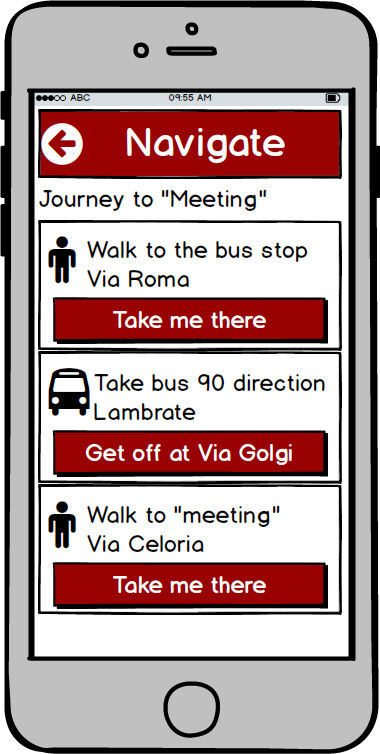 ABC 09:55 AM
Navigate
Journey to "Meeting"
Walk to the bus stop
Via Roma
Take me there
Take bus 90 direction
Lambrate
Get off at Via Golgi
Walk to "meeting"
Via Celoria
Take me there